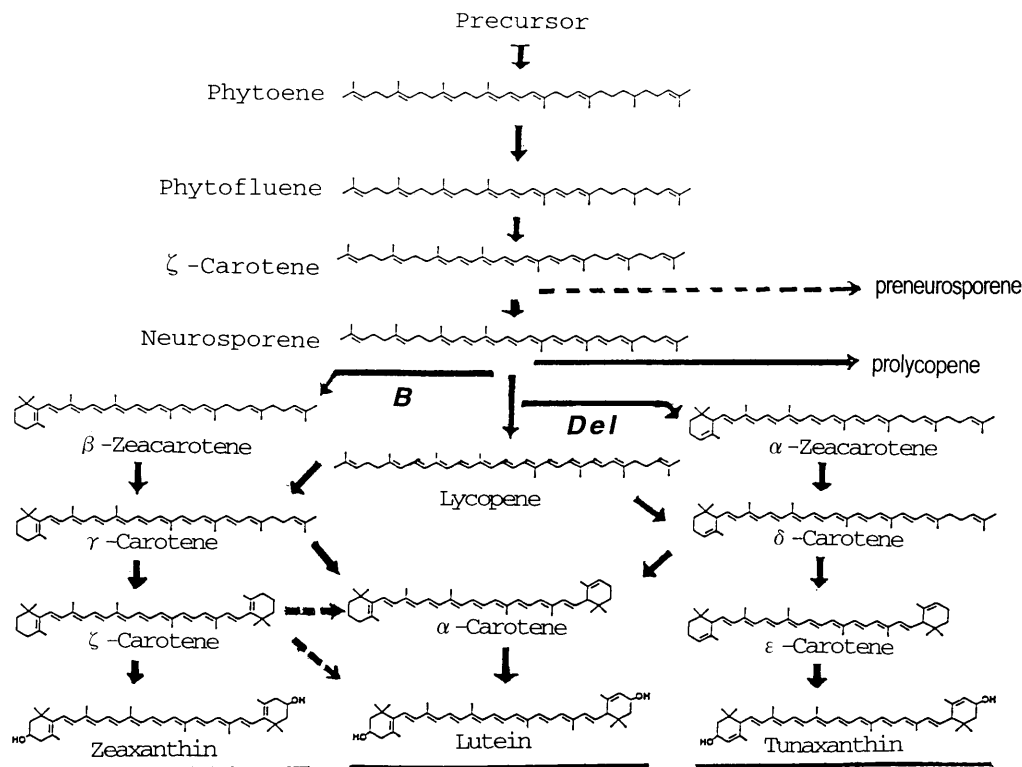 Precursor
Phytoene
Phytofluene
ζ-Carotene
preneurosporene
Neurosporene
prolycopene
B
Del
β-Zeacarotene
α-Zeacarotene
Lycopene
γ-Carotene
δ-Carotene
ζ-Carotene
α-Carotene
ε-Carotene
OH
OH
OH
HO
HO
HO
Zeaxanthin
Lutein
Tunaxanthin